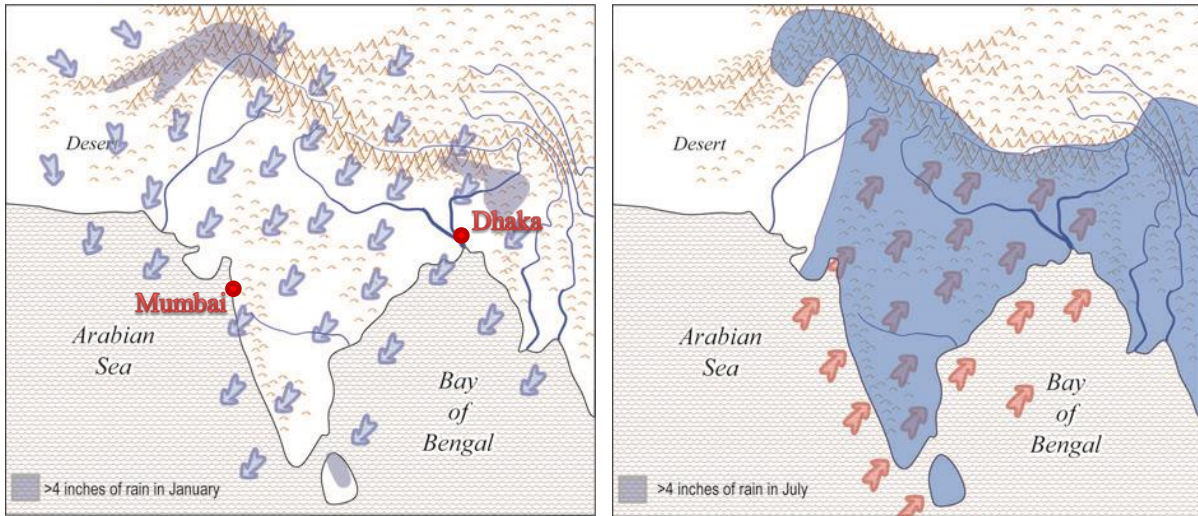 Desert
Dhaka
Mumbai
Arabian
Sea
Bay
of
Bengal
>4 inches of rain in January
Desert
Arabian
Sea
Bay
of
Bengal
>4 inches of rain in July